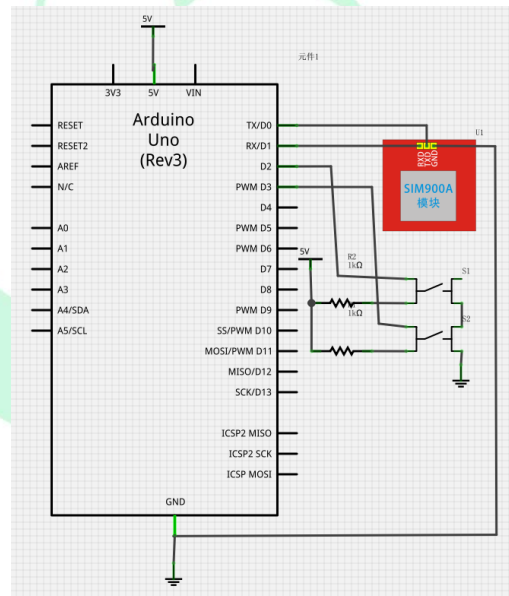 5V
元件1
3V3
5V
VIN
Arduino
Uno
(Rev3)
RESET
RESET2
AREF
N/C
A0
A1
A2
A3
A4/SDA
A5/SCL
TX/D0
RX/D1
D2
PWM D3
D4
PWM D5
PWM D6
D7
D8
PWM D9
SS/PWM D10
MOSI/PWM D11
MISO/D12
SCK/D13
ICSP2 MISO
ICSP2 SCK
ICSP MOSI
GND
U1
RXD
TXD
GND
SIM900A
模块
5V
R2
1kΩ
1kΩ
S1
S2